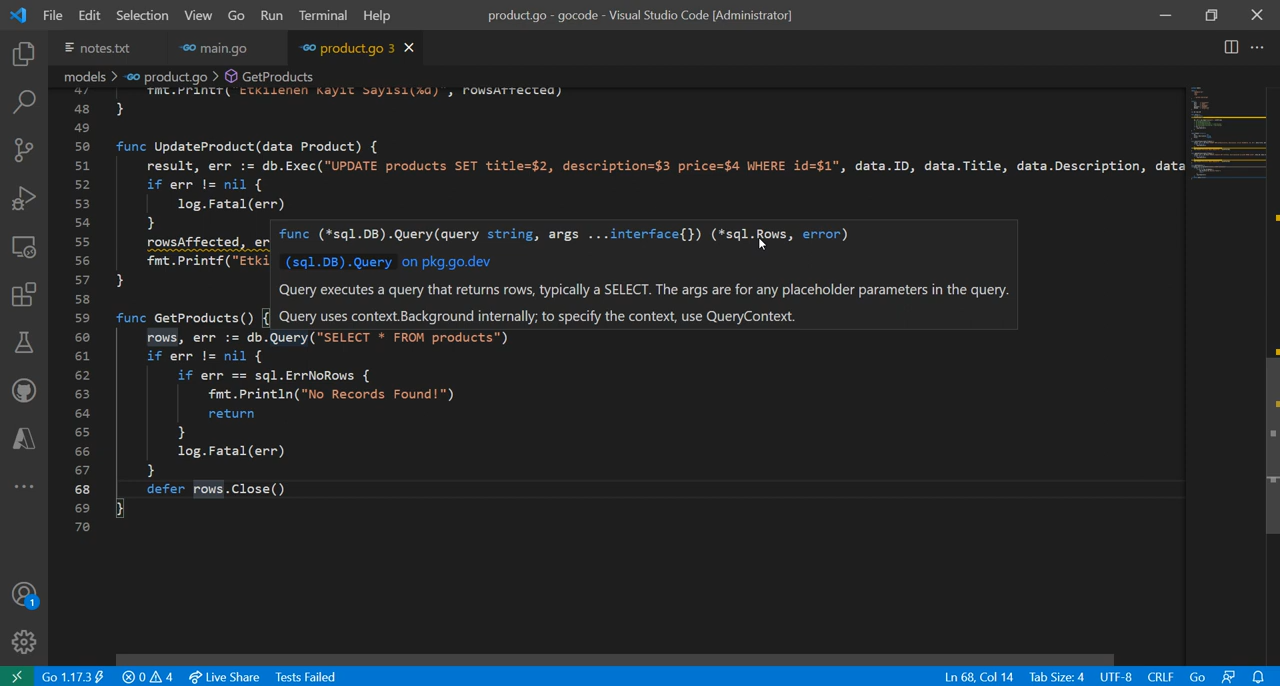 File Edit Selection View Go Run Terminal Help
product.go - gocode - Visual Studio Code [Administrator]
notes.txt
main.go
product.go 3
models > product.go > GetProducts
47 fmt.Printf("Etkilenen Kayıt Sayısı(%d)", rowsAffected)
48 }
49
50 func UpdateProduct(data Product) {
51 result, err := db.Exec("UPDATE products SET title=$2, description=$3 price=$4 WHERE id=$1", data.ID, data.Title, data.Description, data
52 if err != nil {
53 log.Fatal(err)
54 }
55 rowsAffected, er
56 fmt.Printf("Etki
57 }
58
func (*sql.DB).Query(query string, args ...interface{}) (*sql.Rows, error)
(sql.DB).Query on pkg.go.dev
Query executes a query that returns rows, typically a SELECT. The args are for any placeholder parameters in the query.
Query uses context.Background internally; to specify the context, use QueryContext.
59 func GetProducts() {
60 rows, err := db.Query("SELECT * FROM products")
61 if err != nil {
62 if err == sql.ErrNoRows {
63 fmt.Println("No Records Found!")
64 return
65 }
66 log.Fatal(err)
67 }
68 defer rows.Close()
69 }
70
1
Go 1.17.3 0 4 Live Share Tests Failed
Ln 68, Col 14 Tab Size: 4 UTF-8 CRLF Go